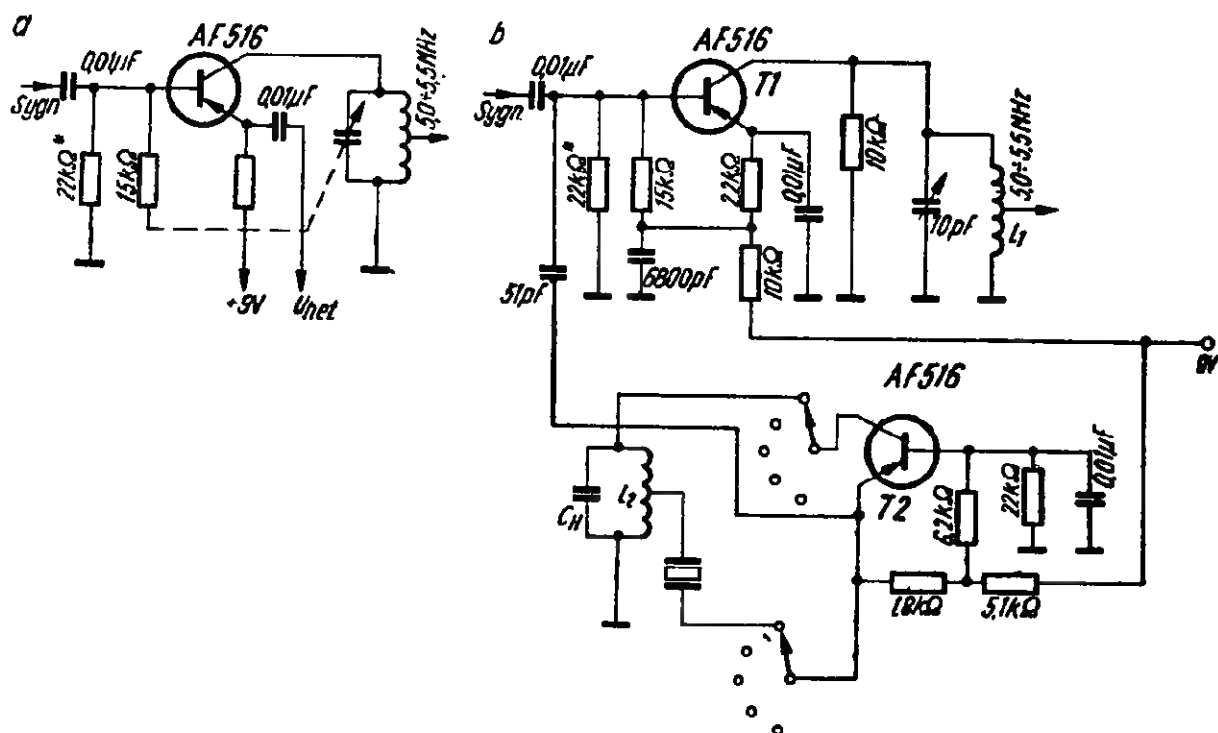 a
AF516
0,01μF
Sygn
0,01μF
22kΩ*
15kΩ
+9V
Uhet
5,0÷5,5MHz
b
AF516
T1
0,01μF
Sygn.
22kΩ*
15kΩ
22kΩ
0,01μF
10kΩ
5,0÷5,5MHz
10pF
L1
6800pF
10kΩ
51pF
9V
AF516
T2
L2
CH
6,2kΩ
22kΩ
0,01μF
1,8kΩ
5,1kΩ